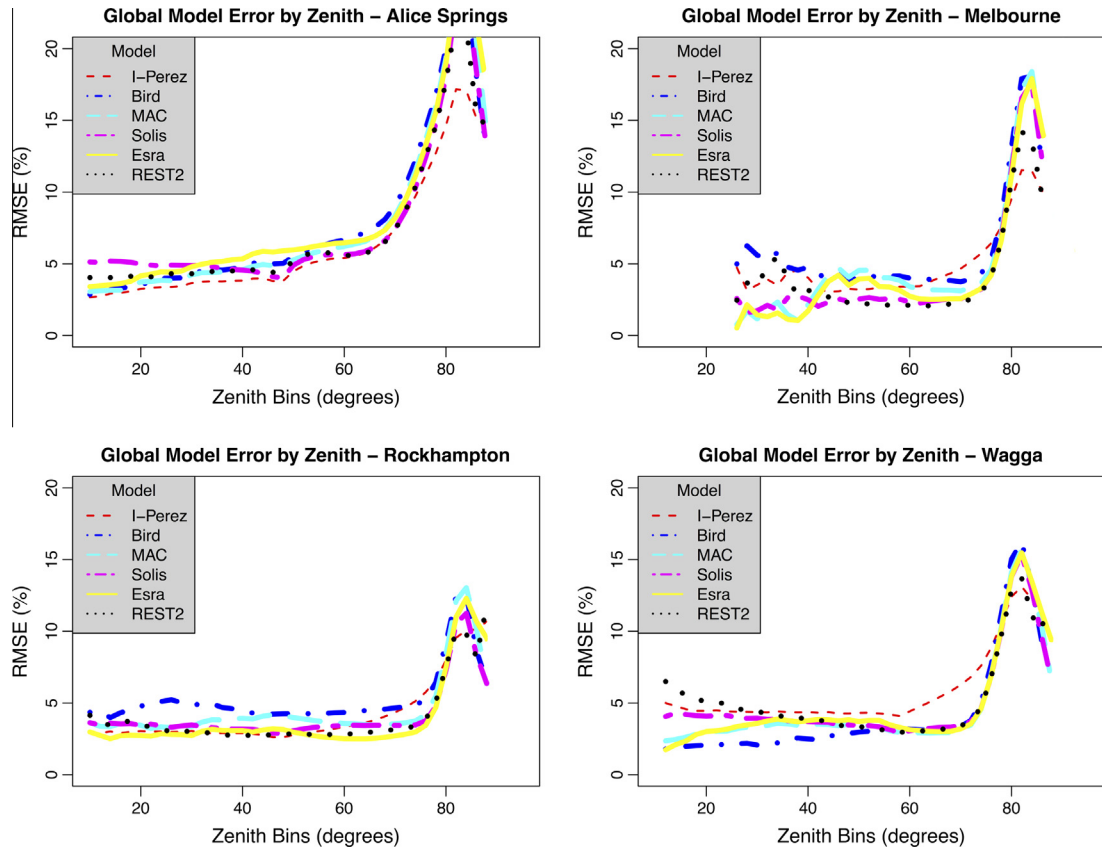 Global Model Error by Zenith − Alice Springs
RMSE (%)
20
15
10
5
0
Model
I−Perez
Bird
MAC
Solis
Esra
REST2
20 40 60 80
Zenith Bins (degrees)
Global Model Error by Zenith − Melbourne
RMSE (%)
20
15
10
5
0
Model
I−Perez
Bird
MAC
Solis
Esra
REST2
20 40 60 80
Zenith Bins (degrees)
Global Model Error by Zenith − Rockhampton
RMSE (%)
20
15
10
5
0
Model
I−Perez
Bird
MAC
Solis
Esra
REST2
20 40 60 80
Zenith Bins (degrees)
Global Model Error by Zenith − Wagga
RMSE (%)
20
15
10
5
0
Model
I−Perez
Bird
MAC
Solis
Esra
REST2
20 40 60 80
Zenith Bins (degrees)